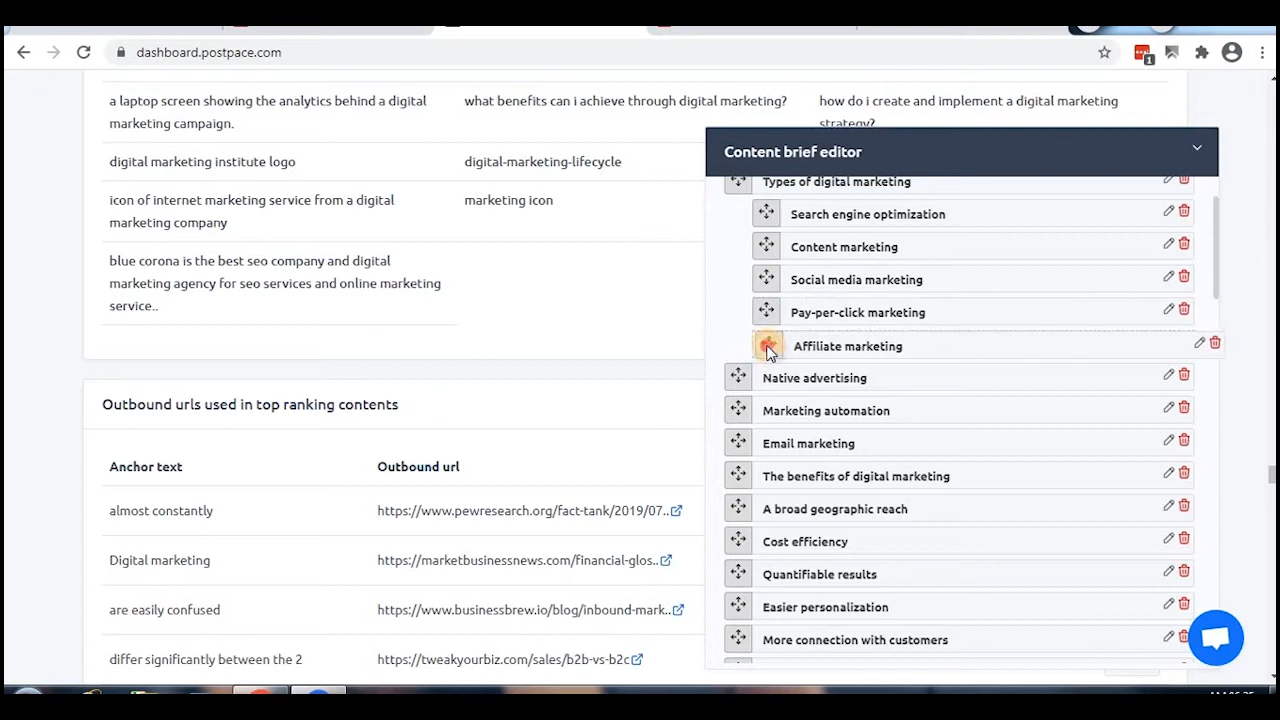 dashboard.postpace.com
1
a laptop screen showing the analytics behind a digital
marketing campaign.
what benefits can i achieve through digital marketing?
how do i create and implement a digital marketing
strategy?
digital marketing institute logo
digital-marketing-lifecycle
icon of internet marketing service from a digital
marketing company
marketing icon
blue corona is the best seo company and digital
marketing agency for seo services and online marketing
service..
Outbound urls used in top ranking contents
Anchor text
Outbound url
almost constantly
https://www.pewresearch.org/fact-tank/2019/07..
Digital marketing
https://marketbusinessnews.com/financial-glos..
are easily confused
https://www.businessbrew.io/blog/inbound-mark..
differ significantly between the 2
https://tweakyourbiz.com/sales/b2b-vs-b2c
Content brief editor
Types of digital marketing
Search engine optimization
Content marketing
Social media marketing
Pay-per-click marketing
Affiliate marketing
Native advertising
Marketing automation
Email marketing
The benefits of digital marketing
A broad geographic reach
Cost efficiency
Quantifiable results
Easier personalization
More connection with customers